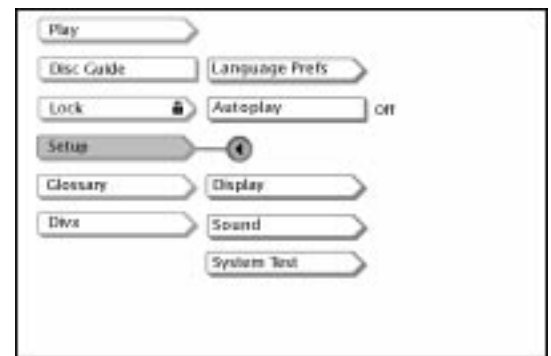 Play
Disc Guide
Language Prefs
Lock
Autoplay
Off
Setup
Glossary
Display
Divx
Sound
System Test